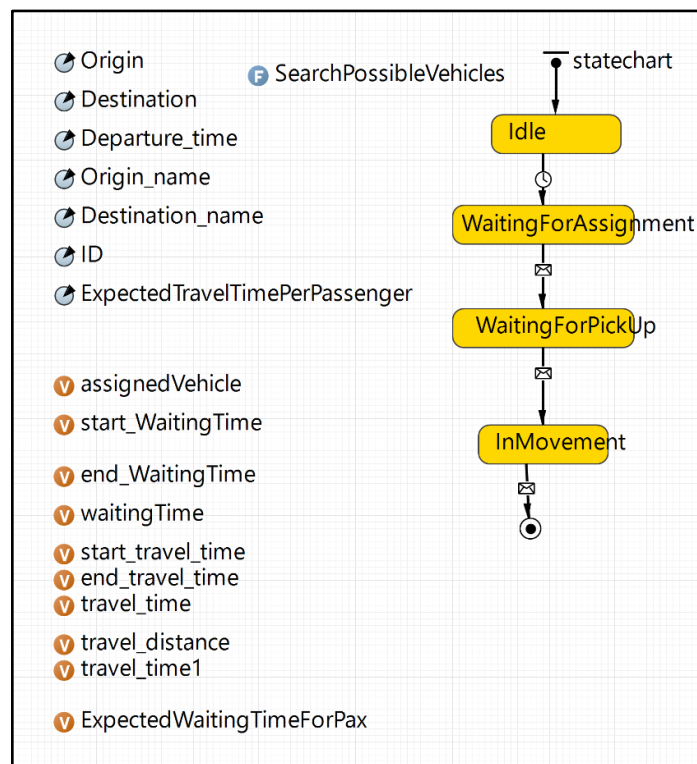 Origin
Destination
Departure_time
Origin_name
Destination_name
ID
ExpectedTravelTimePerPassenger
F SearchPossibleVehicles
statechart
Idle
WaitingForAssignment
WaitingForPickUp
InMovement
V assignedVehicle
V start_WaitingTime
V end_WaitingTime
V waitingTime
V start_travel_time
V end_travel_time
V travel_time
V travel_distance
V travel_time1
V ExpectedWaitingTimeForPax